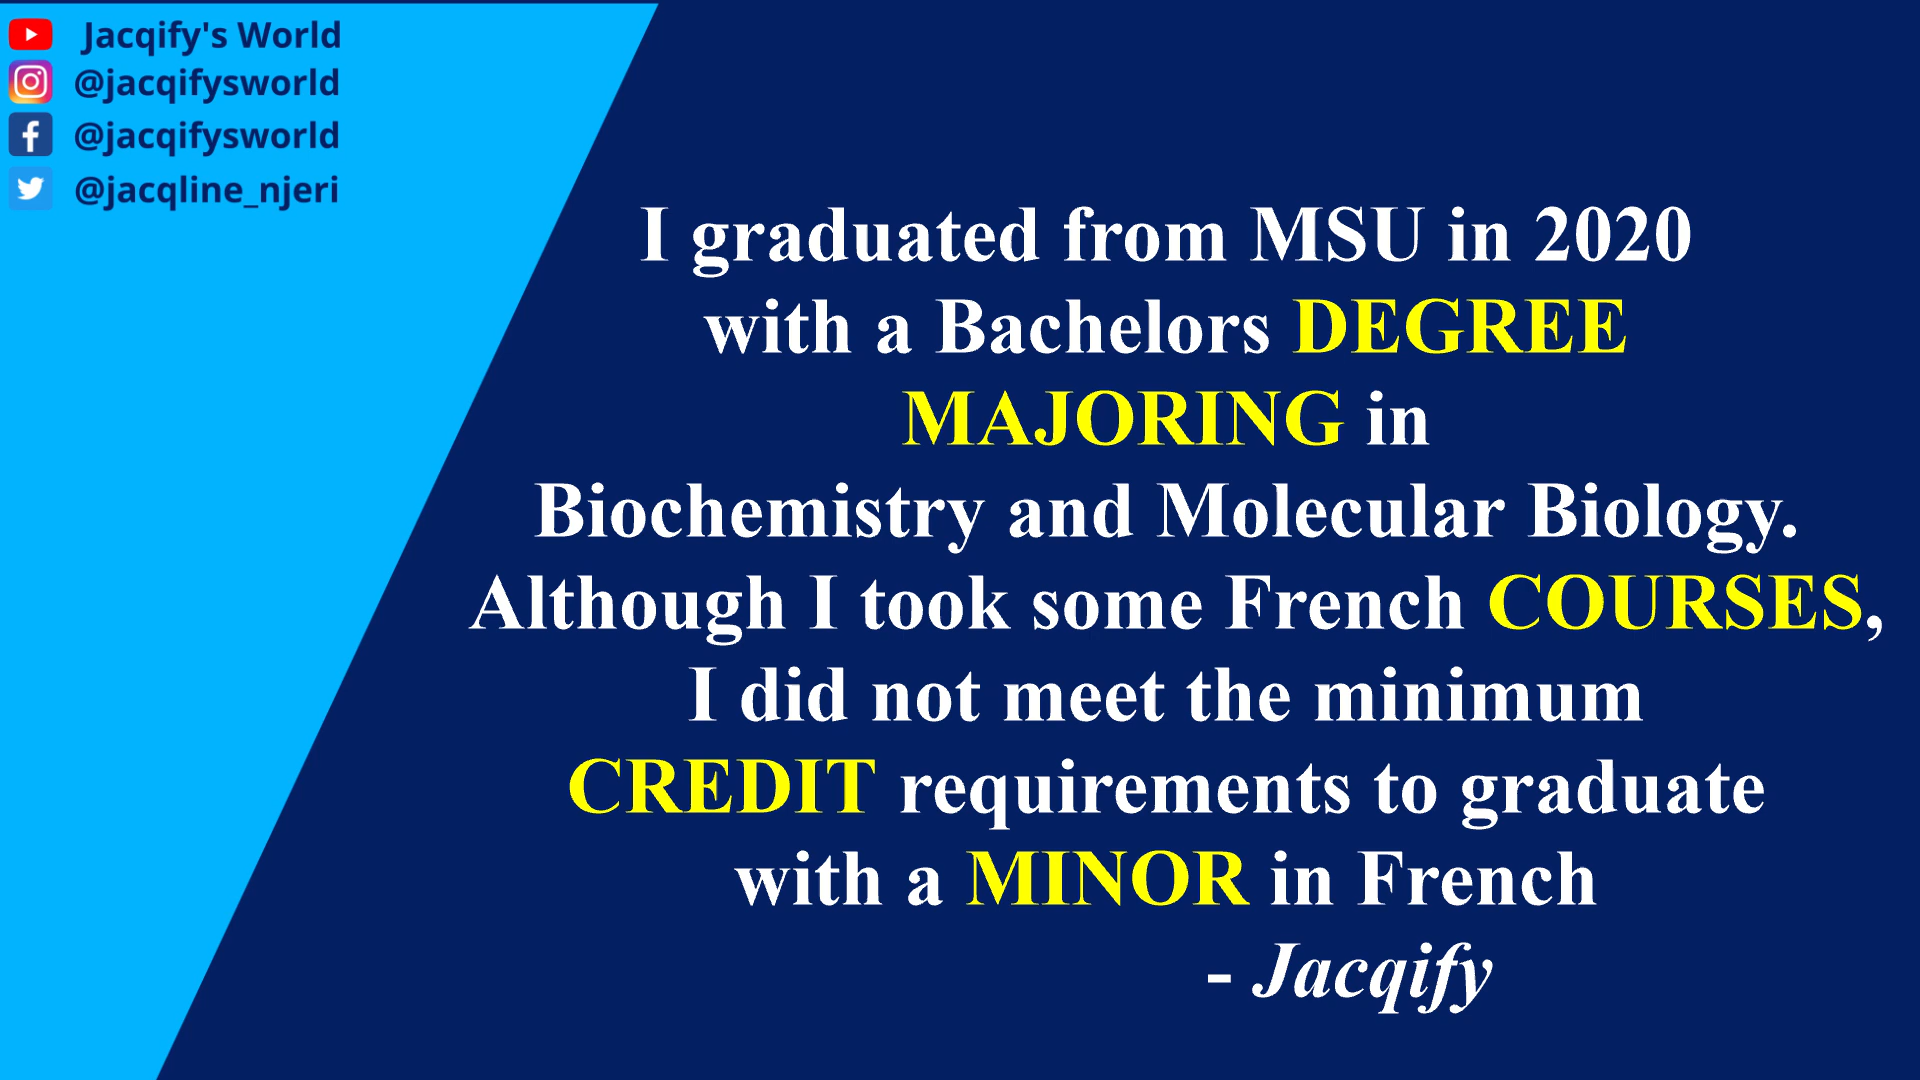 Jacqify's World
@jacqifysworld
@jacqifysworld
@jacqline_njeri
I graduated from MSU in 2020
with a Bachelors DEGREE
MAJORING in
Biochemistry and Molecular Biology.
Although I took some French COURSES,
I did not meet the minimum
CREDIT requirements to graduate
with a MINOR in French
- Jacqify